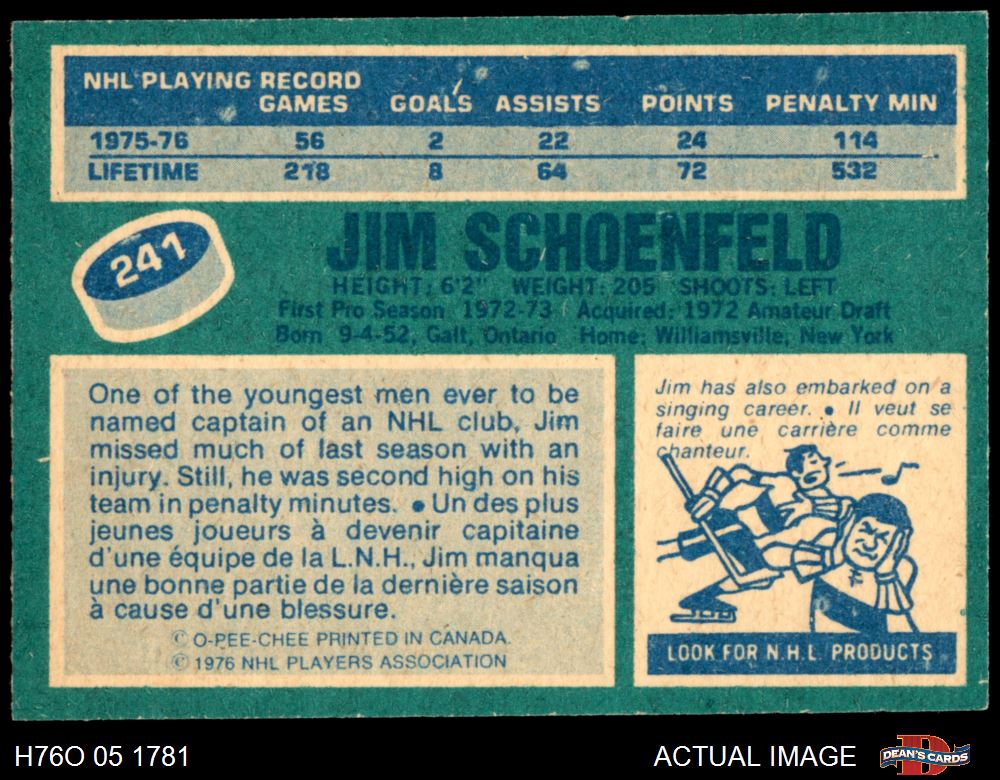 NHL PLAYING RECORD
GAMES GOALS ASSISTS POINTS PENALTY MIN
1975-76 56 2 22 24 114
LIFETIME 218 8 64 72 532
241
JIM SCHOENFELD
HEIGHT: 6'2" WEIGHT: 205 SHOOTS: LEFT
First Pro Season 1972-73 Acquired: 1972 Amateur Draft
Born 9-4-52, Galt, Ontario Home: Williamsville, New York
One of the youngest men ever to be
named captain of an NHL club, Jim
missed much of last season with an
injury. Still, he was second high on his
team in penalty minutes. • Un des plus
jeunes joueurs à devenir capitaine
d'une équipe de la L.N.H., Jim manqua
une bonne partie de la dernière saison
à cause d'une blessure.
© O-PEE-CHEE PRINTED IN CANADA.
© 1976 NHL PLAYERS ASSOCIATION
Jim has also embarked on a
singing career. • Il veut se
faire une carrière comme
chanteur.
LOOK FOR N.H.L. PRODUCTS
H76O 05 1781
ACTUAL IMAGE
DEAN'S CARDS